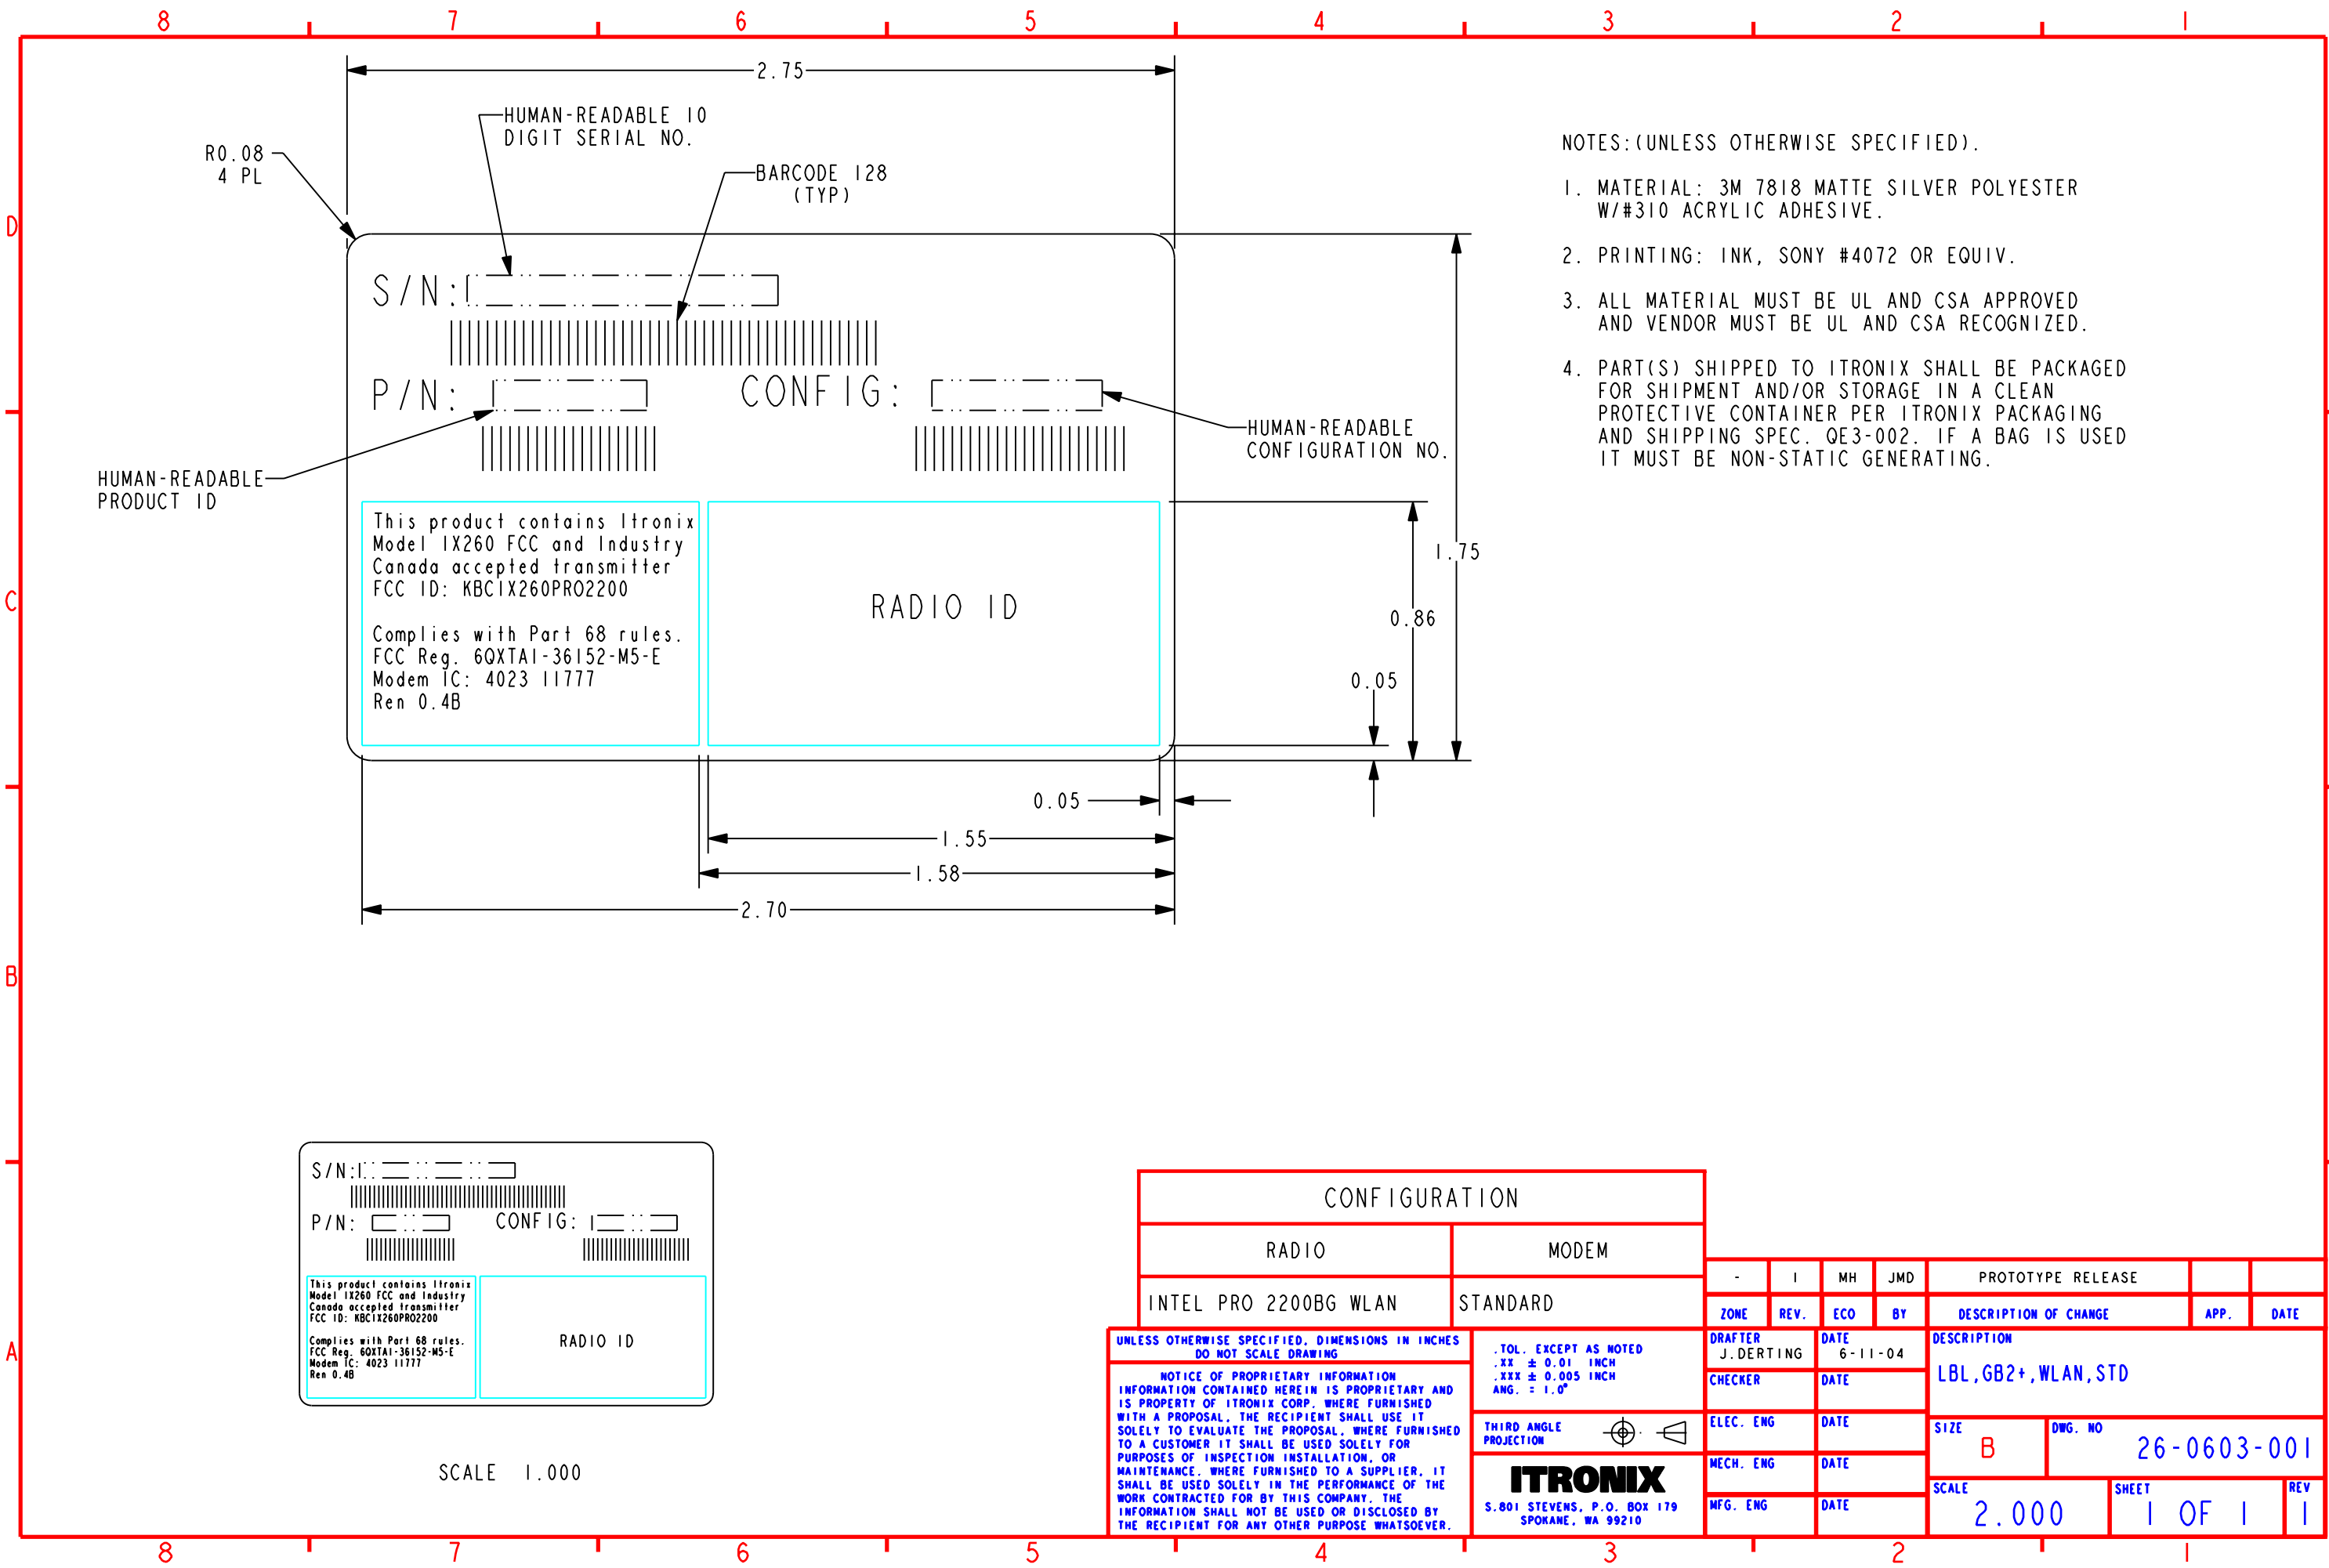 8 7 6 5 4 3 2 1
2.75
HUMAN-READABLE 10
DIGIT SERIAL NO.
R0.08
4 PL
BARCODE 128
(TYP)
NOTES:(UNLESS OTHERWISE SPECIFIED).
1. MATERIAL: 3M 7818 MATTE SILVER POLYESTER
W/#310 ACRYLIC ADHESIVE.
2. PRINTING: INK, SONY #4072 OR EQUIV.
3. ALL MATERIAL MUST BE UL AND CSA APPROVED
AND VENDOR MUST BE UL AND CSA RECOGNIZED.
4. PART(S) SHIPPED TO ITRONIX SHALL BE PACKAGED
FOR SHIPMENT AND/OR STORAGE IN A CLEAN
PROTECTIVE CONTAINER PER ITRONIX PACKAGING
AND SHIPPING SPEC. QE3-002. IF A BAG IS USED
IT MUST BE NON-STATIC GENERATING.
D
S/N:
P/N:
CONFIG:
HUMAN-READABLE
CONFIGURATION NO.
HUMAN-READABLE
PRODUCT ID
This product contains Itronix
Model IX260 FCC and Industry
Canada accepted transmitter
FCC ID: KBCIX260PRO2200
Complies with Part 68 rules.
FCC Reg. 6QXTAI-36152-M5-E
Modem IC: 4023 11777
Ren 0.4B
RADIO ID
1.75
0.86
0.05
C
0.05
1.55
1.58
2.70
B
S/N:
P/N:
CONFIG:
This product contains Itronix
Model IX260 FCC and Industry
Canada accepted transmitter
FCC ID: KBCIX260PRO2200
Complies with Part 68 rules.
FCC Reg. 6QXTAI-36152-M5-E
Modem IC: 4023 11777
Ren 0.4B
RADIO ID
SCALE 1.000
A
CONFIGURATION
RADIO MODEM
INTEL PRO 2200BG WLAN STANDARD
- 1 MH JMD PROTOTYPE RELEASE
ZONE REV. ECO BY DESCRIPTION OF CHANGE APP. DATE
UNLESS OTHERWISE SPECIFIED, DIMENSIONS IN INCHES
DO NOT SCALE DRAWING
NOTICE OF PROPRIETARY INFORMATION
INFORMATION CONTAINED HEREIN IS PROPRIETARY AND
IS PROPERTY OF ITRONIX CORP. WHERE FURNISHED
WITH A PROPOSAL, THE RECIPIENT SHALL USE IT
SOLELY TO EVALUATE THE PROPOSAL, WHERE FURNISHED
TO A CUSTOMER IT SHALL BE USED SOLELY FOR
PURPOSES OF INSPECTION INSTALLATION, OR
MAINTENANCE. WHERE FURNISHED TO A SUPPLIER, IT
SHALL BE USED SOLELY IN THE PERFORMANCE OF THE
WORK CONTRACTED FOR BY THIS COMPANY. THE
INFORMATION SHALL NOT BE USED OR DISCLOSED BY
THE RECIPIENT FOR ANY OTHER PURPOSE WHATSOEVER.
.TOL. EXCEPT AS NOTED
.XX ± 0.01 INCH
.XXX ± 0.005 INCH
ANG. = 1.0°
THIRD ANGLE
PROJECTION
ITRONIX
S.801 STEVENS, P.O. BOX 179
SPOKANE, WA 99210
DRAFTER DATE
J.DERTING 6-11-04
CHECKER DATE
ELEC. ENG DATE
MECH. ENG DATE
MFG. ENG DATE
DESCRIPTION
LBL,GB2+,WLAN,STD
SIZE DWG. NO
B 26-0603-001
SCALE SHEET REV
2.000 1 OF 1 1
8 7 6 5 4 3 2 1